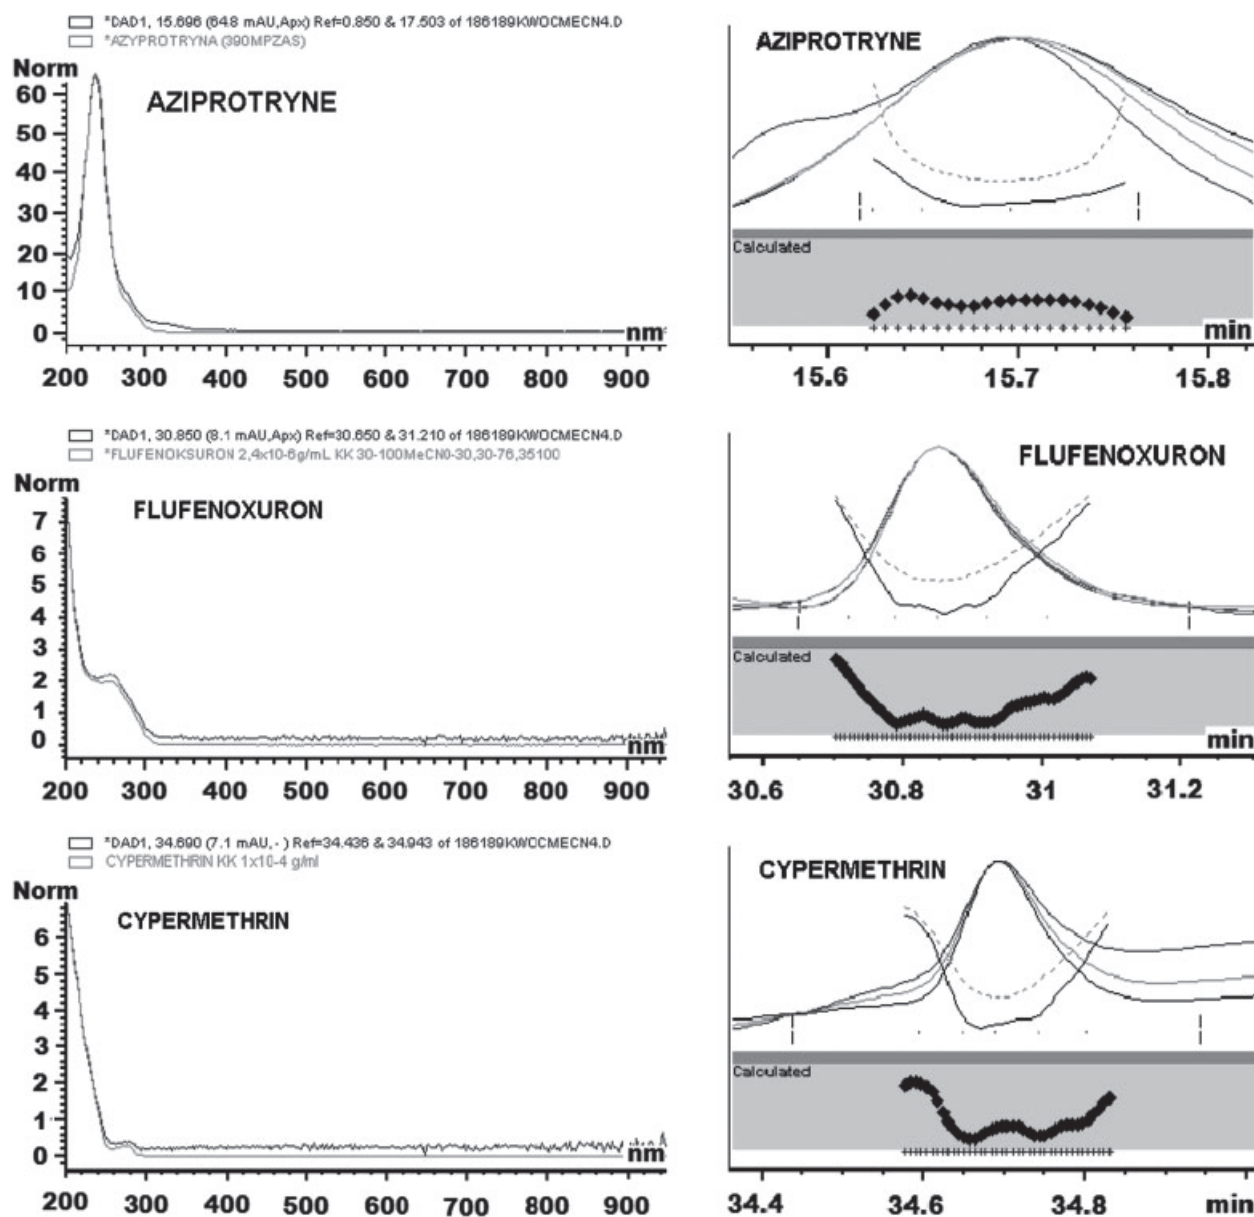 *DAD1, 15.696 (64.8 mAU,Apx) Ref=0.850 & 17.503 of 186189KWOCMECN4.D
*AZYPROTRYNA (390MPZAS)
Norm
AZIPROTRYNE
60
50
40
30
20
10
0
nm
200 300 400 500 600 700 800 900
AZIPROTRYNE
Calculated
min
15.6 15.7 15.8
*DAD1, 30.850 (8.1 mAU,Apx) Ref=30.650 & 31.210 of 186189KWOCMECN4.D
*FLUFENOKSURON 2,4x10-6g/mL KK 30-100MeCN0-30,30-76,35100
Norm
FLUFENOXURON
7
6
5
4
3
2
1
0
nm
200 300 400 500 600 700 800 900
FLUFENOXURON
Calculated
min
30.6 30.8 31 31.2
*DAD1, 34.690 (7.1 mAU, - ) Ref=34.436 & 34.943 of 186189KWOCMECN4.D
CYPERMETHRIN KK 1x10-4 g/ml
Norm
CYPERMETHRIN
6
5
4
3
2
1
0
nm
200 300 400 500 600 700 800 900
CYPERMETHRIN
Calculated
34.4 34.6 34.8 min